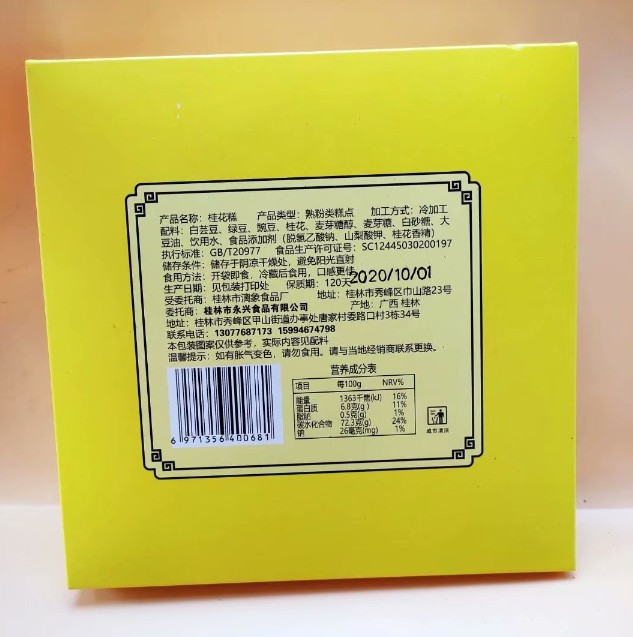 产品名称：桂花糕 产品类型：熟粉类糕点 加工方式：冷加工
配料：白芸豆、绿豆、豌豆、桂花、麦芽糖醇、麦芽糖、白砂糖、大
豆油、饮用水、食品添加剂（脱氢乙酸钠、山梨酸钾、桂花香精）
执行标准：GB/T20977 食品生产许可证号：SC12445030200197
储存条件：储存于阴凉干燥处，避免阳光直射
食用方法：开袋即食，冷藏后食用，口感更佳
2020/10/01
生产日期：见包装打印处 保质期：120天
受委托商：桂林市漓象食品厂 地址：桂林市秀峰区巾山路23号
委托商：桂林市永兴食品有限公司 产地：广西 桂林
地址：桂林市秀峰区甲山街道办事处唐家村委路口村3栋34号
联系电话：13077687173 15994674798
本包装图案仅供参考，实际内容见配料
温馨提示：如有胀气变色，请勿食用。请与当地经销商联系更换。
营养成分表
项目 每100g NRV%
能量 1363千焦(kJ) 16%
蛋白质 6.8克(g) 11%
脂肪 0.5克(g) 1%
碳水化合物 72.3克(g) 24%
钠 26毫克(mg) 1%
6 971356 400681